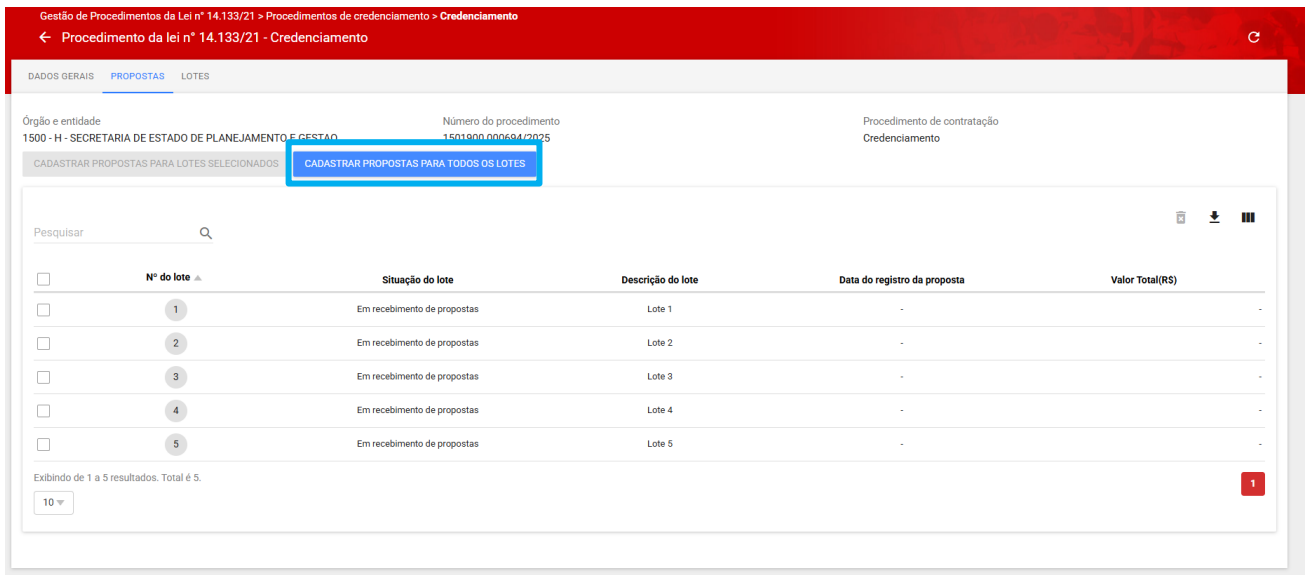 Gestão de Procedimentos da Lei n° 14.133/21 > Procedimentos de credenciamento > Credenciamento
Procedimento da lei n° 14.133/21 - Credenciamento
DADOS GERAIS PROPOSTAS LOTES
Órgão e entidade Número do procedimento Procedimento de contratação
1500 - H - SECRETARIA DE ESTADO DE PLANEJAMENTO E GESTAO 1501900 000694/2025 Credenciamento
CADASTRAR PROPOSTAS PARA LOTES SELECIONADOS CADASTRAR PROPOSTAS PARA TODOS OS LOTES
Pesquisar
Nº do lote Situação do lote Descrição do lote Data do registro da proposta Valor Total(R$)
1 Em recebimento de propostas Lote 1 - -
2 Em recebimento de propostas Lote 2 - -
3 Em recebimento de propostas Lote 3 - -
4 Em recebimento de propostas Lote 4 - -
5 Em recebimento de propostas Lote 5 - -
Exibindo de 1 a 5 resultados. Total é 5.
1
10